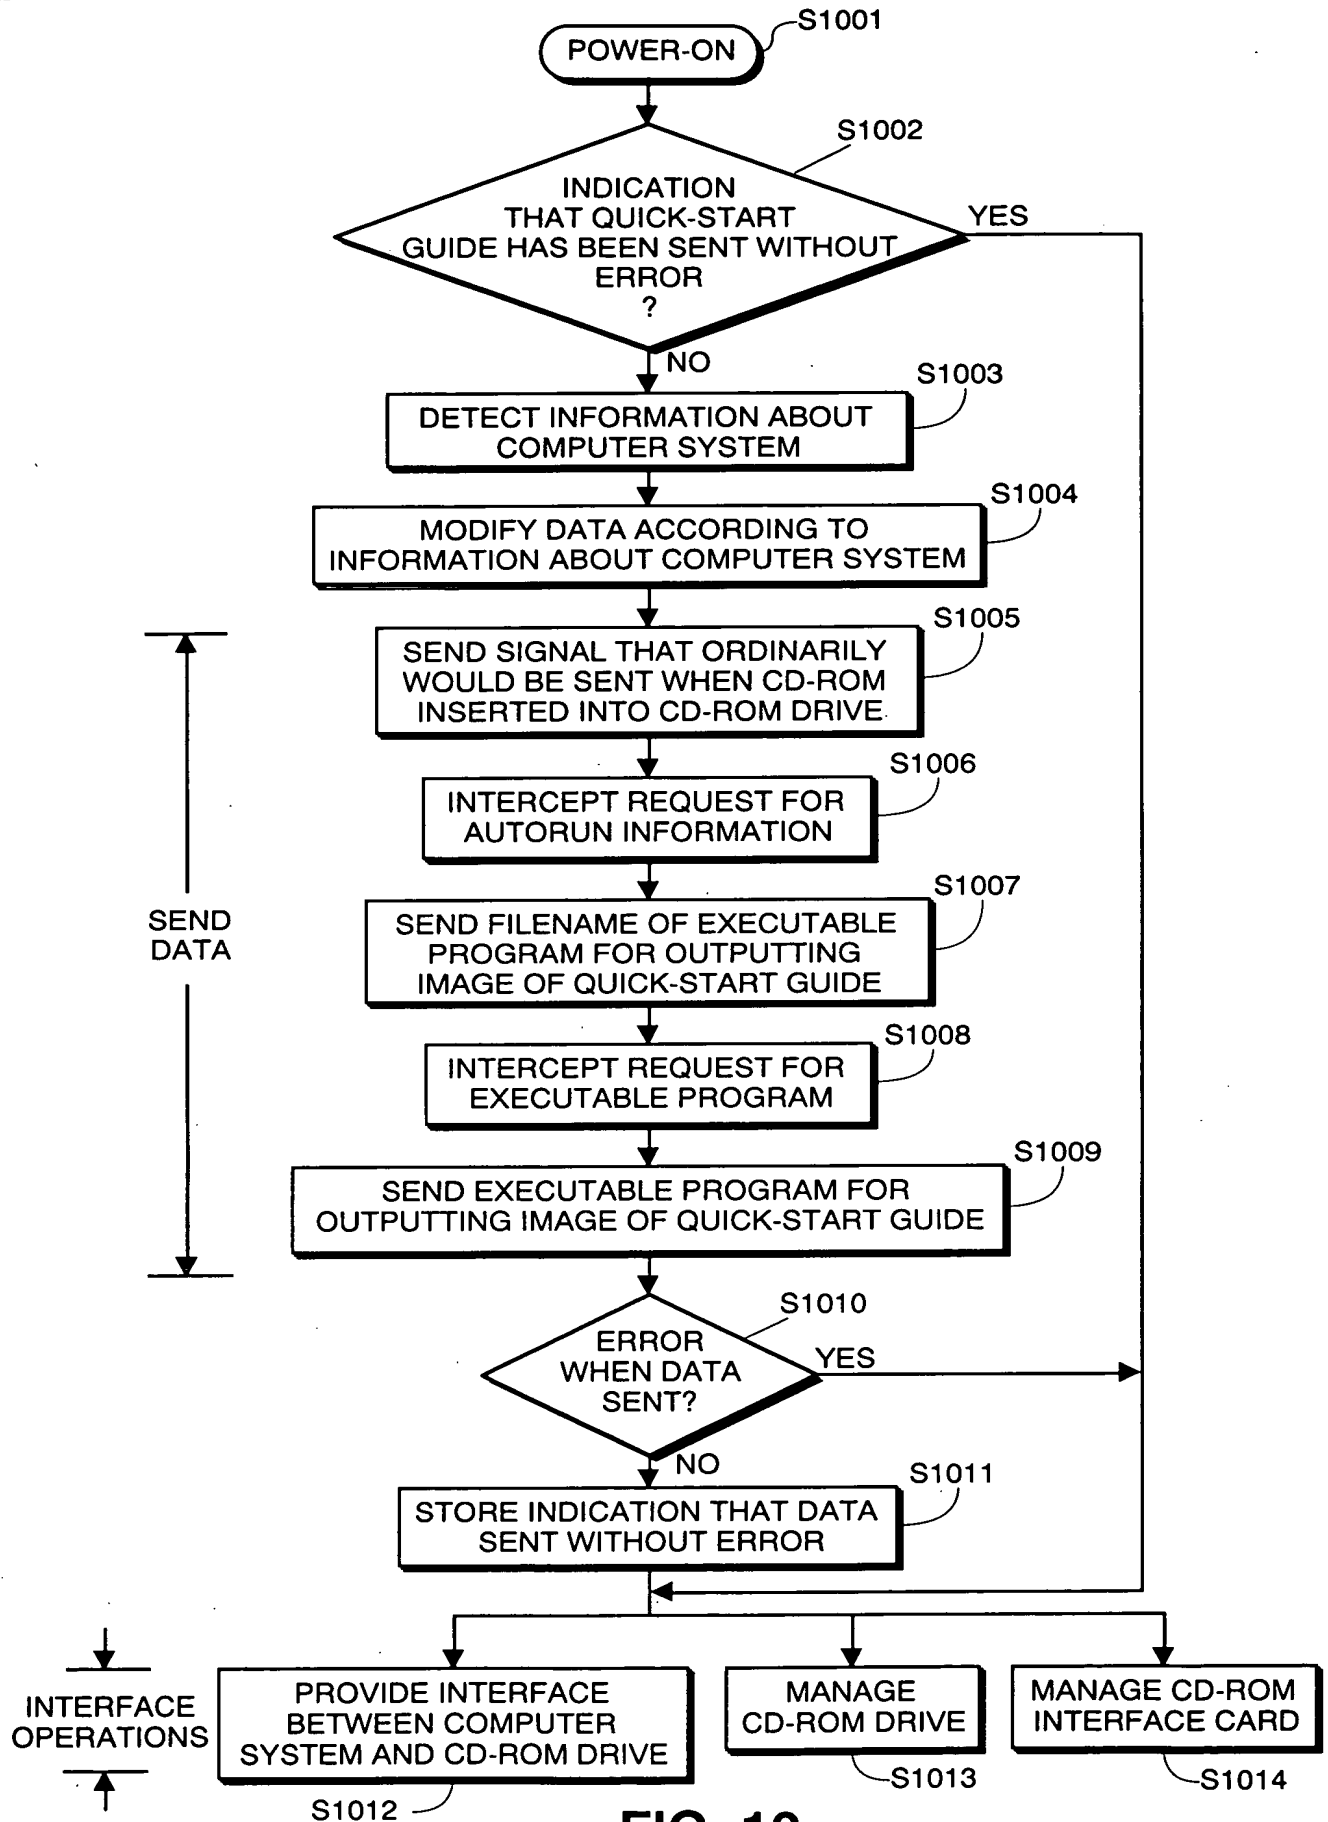 S1001
POWER-ON
S1002
INDICATION
THAT QUICK-START
GUIDE HAS BEEN SENT WITHOUT
ERROR
?
YES
NO
S1003
DETECT INFORMATION ABOUT
COMPUTER SYSTEM
S1004
MODIFY DATA ACCORDING TO
INFORMATION ABOUT COMPUTER SYSTEM
S1005
SEND SIGNAL THAT ORDINARILY
WOULD BE SENT WHEN CD-ROM
INSERTED INTO CD-ROM DRIVE
S1006
INTERCEPT REQUEST FOR
AUTORUN INFORMATION
S1007
SEND FILENAME OF EXECUTABLE
PROGRAM FOR OUTPUTTING
IMAGE OF QUICK-START GUIDE
SEND
DATA
S1008
INTERCEPT REQUEST FOR
EXECUTABLE PROGRAM
S1009
SEND EXECUTABLE PROGRAM FOR
OUTPUTTING IMAGE OF QUICK-START GUIDE
S1010
ERROR
WHEN DATA
SENT?
YES
NO
S1011
STORE INDICATION THAT DATA
SENT WITHOUT ERROR
INTERFACE
OPERATIONS
PROVIDE INTERFACE
BETWEEN COMPUTER
SYSTEM AND CD-ROM DRIVE
MANAGE
CD-ROM DRIVE
MANAGE CD-ROM
INTERFACE CARD
S1012
S1013
S1014